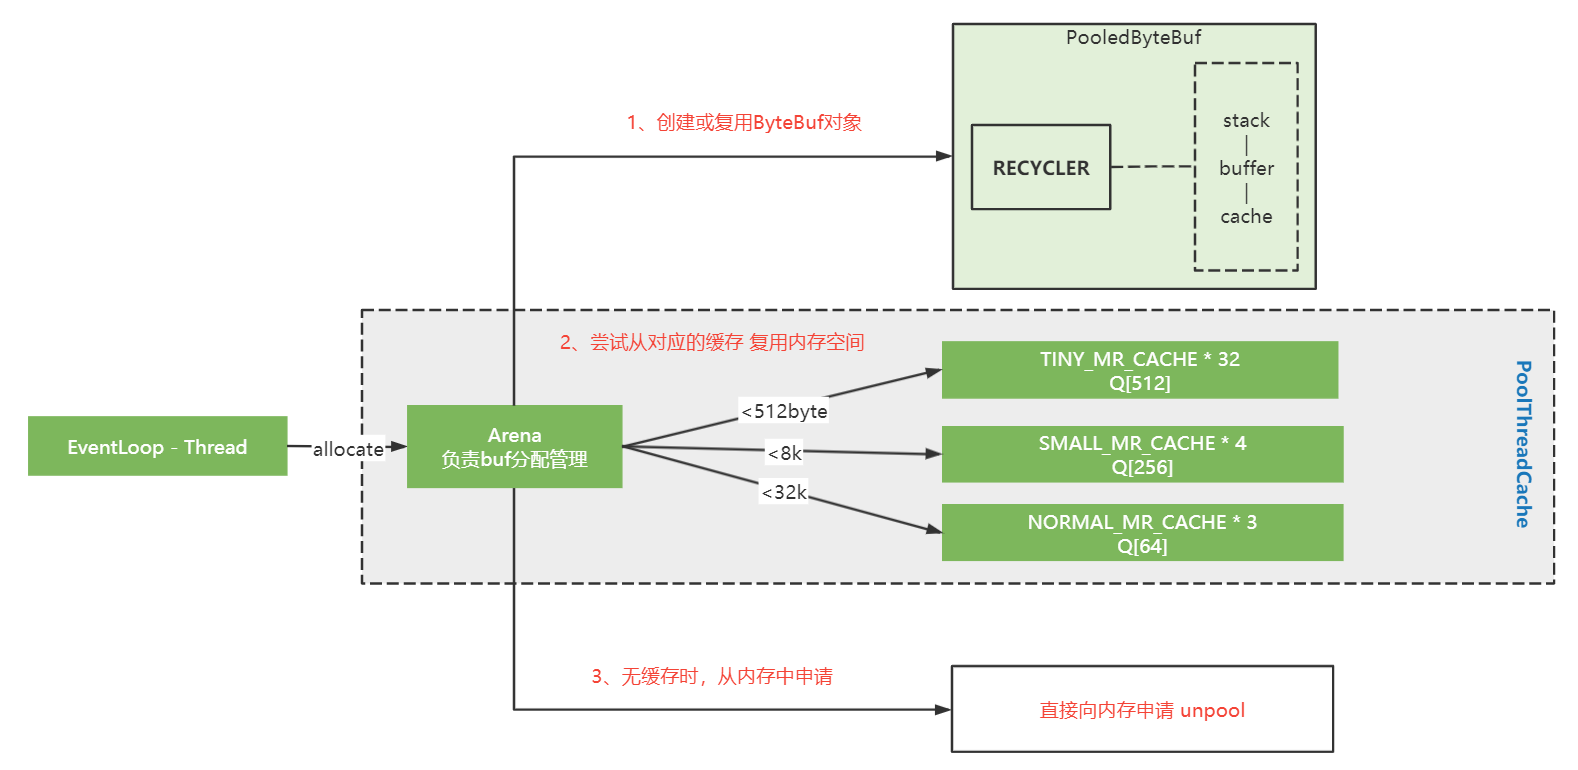 PooledByteBuf
1、创建或复用ByteBuf对象
RECYCLER
stack
buffer
cache
2、尝试从对应的缓存 复用内存空间
EventLoop - Thread
allocate
Arena
负责buf分配管理
<512byte
<8k
<32k
TINY_MR_CACHE * 32
Q[512]
SMALL_MR_CACHE * 4
Q[256]
NORMAL_MR_CACHE * 3
Q[64]
PoolThreadCache
3、无缓存时，从内存中申请
直接向内存申请 unpool